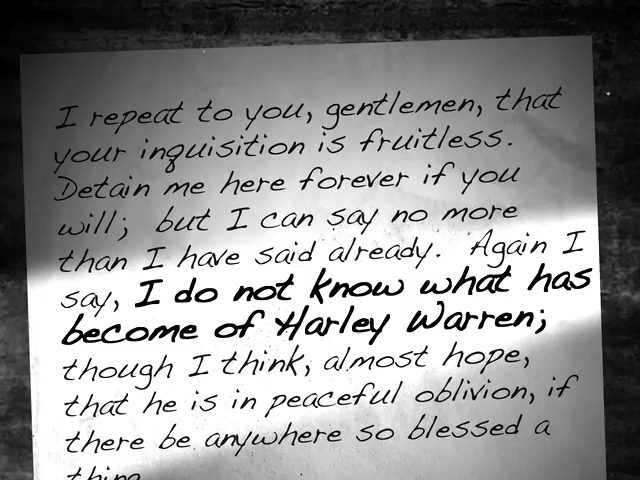 I repeat to you, gentlemen, that
your inquisition is fruitless.
Detain me here forever if you
will; but I can say no more
than I have said already. Again I
say, I do not know what has
become of Harley Warren;
though I think, almost hope,
that he is in peaceful oblivion, if
there be anywhere so blessed a
thing